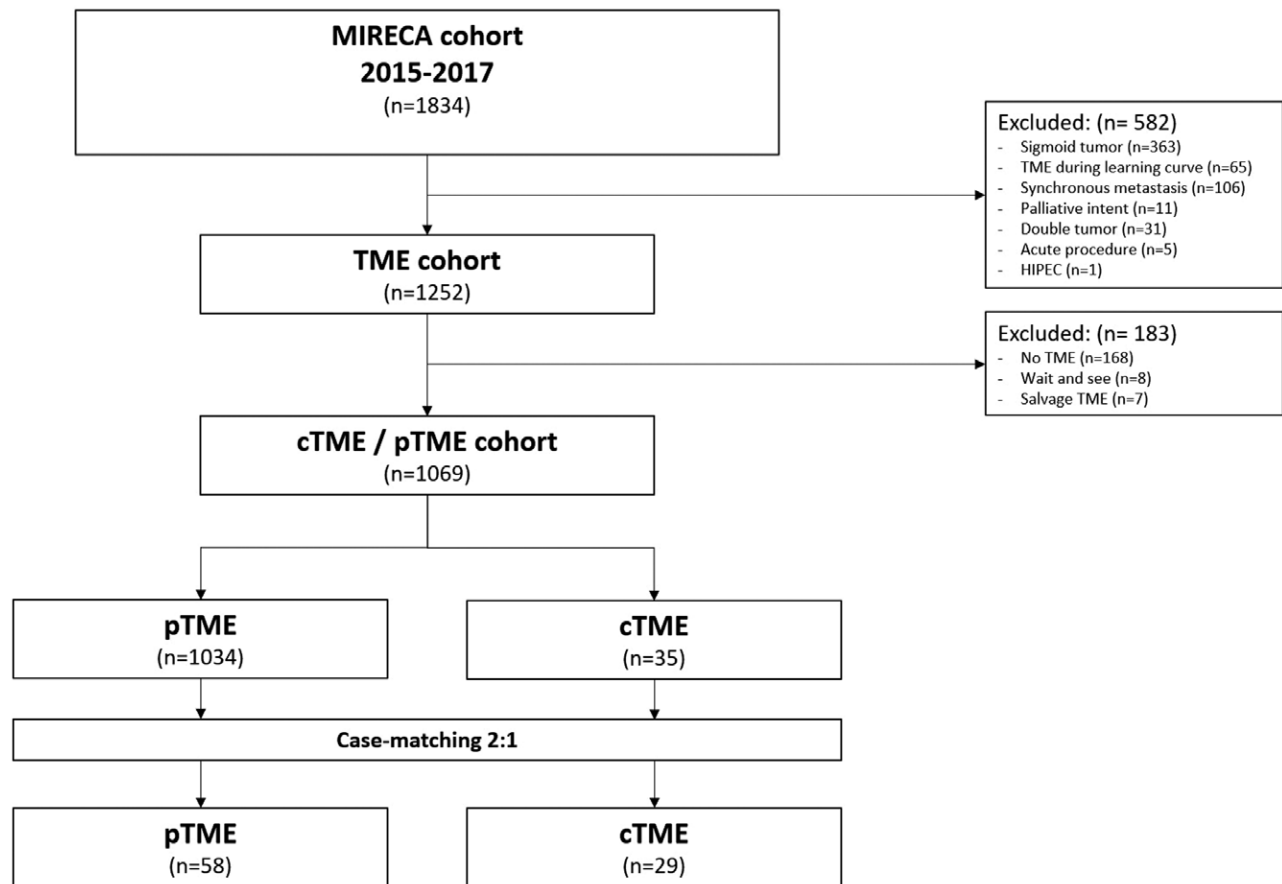 MIRECA cohort
2015-2017
(n=1834)
Excluded: (n= 582)
- Sigmoid tumor (n=363)
- TME during learning curve (n=65)
- Synchronous metastasis (n=106)
- Palliative intent (n=11)
- Double tumor (n=31)
- Acute procedure (n=5)
- HIPEC (n=1)
TME cohort
(n=1252)
Excluded: (n= 183)
- No TME (n=168)
- Wait and see (n=8)
- Salvage TME (n=7)
cTME / pTME cohort
(n=1069)
pTME
(n=1034)
cTME
(n=35)
Case-matching 2:1
pTME
(n=58)
cTME
(n=29)